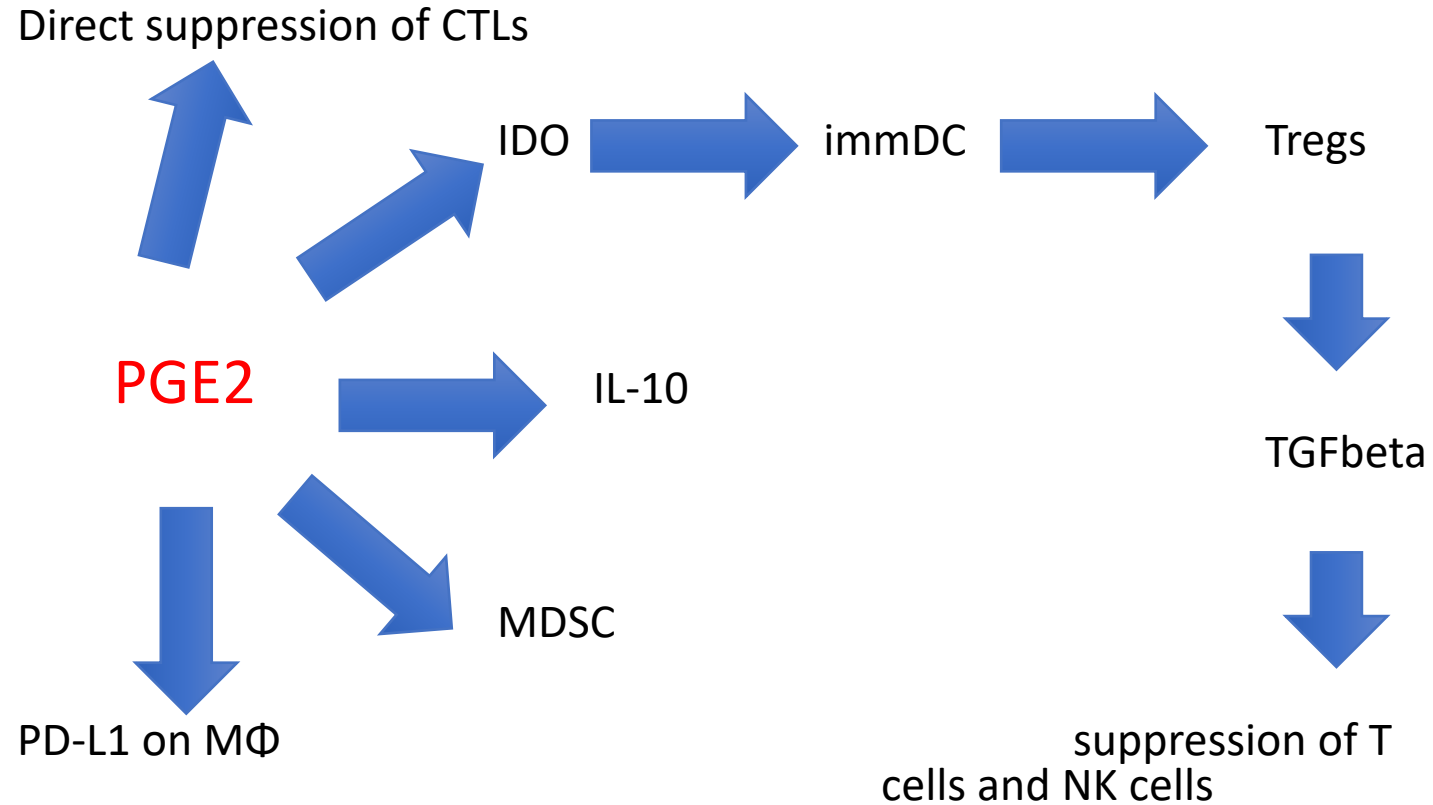 Direct suppression of CTLs
IDO
immDC
Tregs
PGE2
IL-10
TGFbeta
MDSC
PD-L1 on MΦ
suppression of T
cells and NK cells